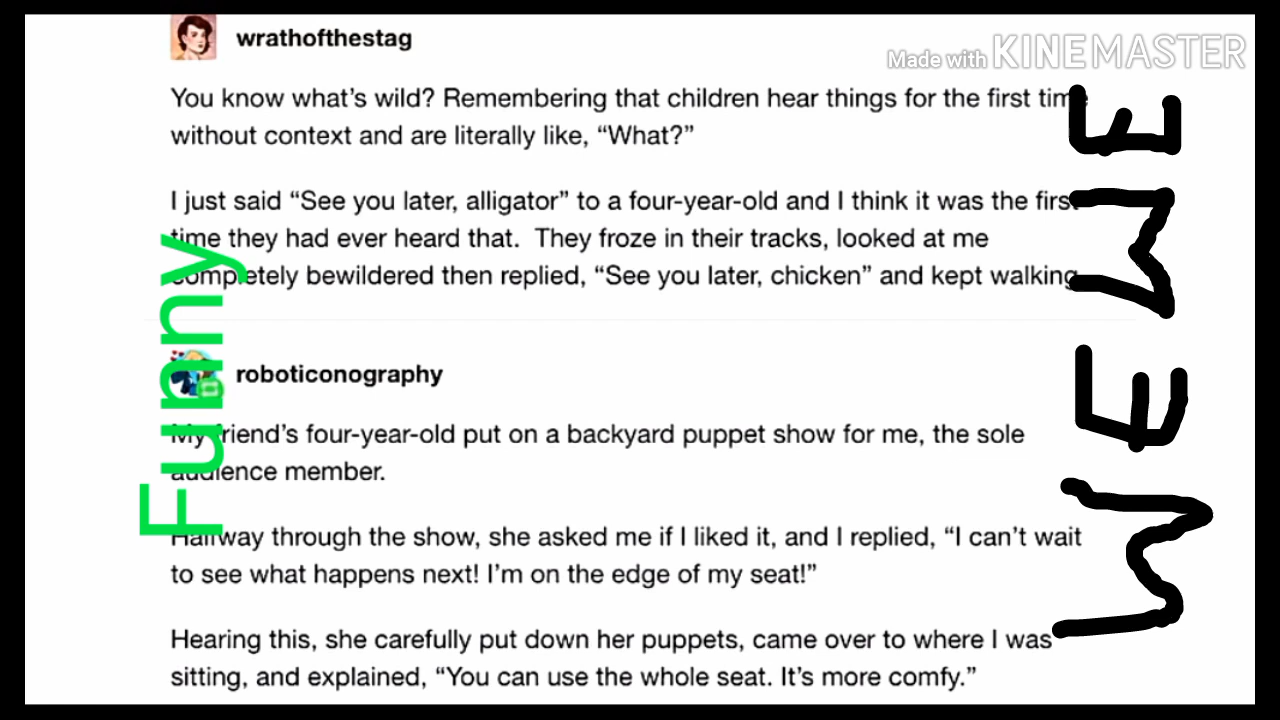 wrathofthestag
Made with KINEMASTER
You know what's wild? Remembering that children hear things for the first time
without context and are literally like, “What?”
I just said “See you later, alligator” to a four-year-old and I think it was the first
time they had ever heard that. They froze in their tracks, looked at me
completely bewildered then replied, “See you later, chicken” and kept walking
roboticonography
My friend's four-year-old put on a backyard puppet show for me, the sole
audience member.
Halfway through the show, she asked me if I liked it, and I replied, “I can't wait
to see what happens next! I'm on the edge of my seat!”
Hearing this, she carefully put down her puppets, came over to where I was
sitting, and explained, “You can use the whole seat. It's more comfy.”
Funny
WEWE